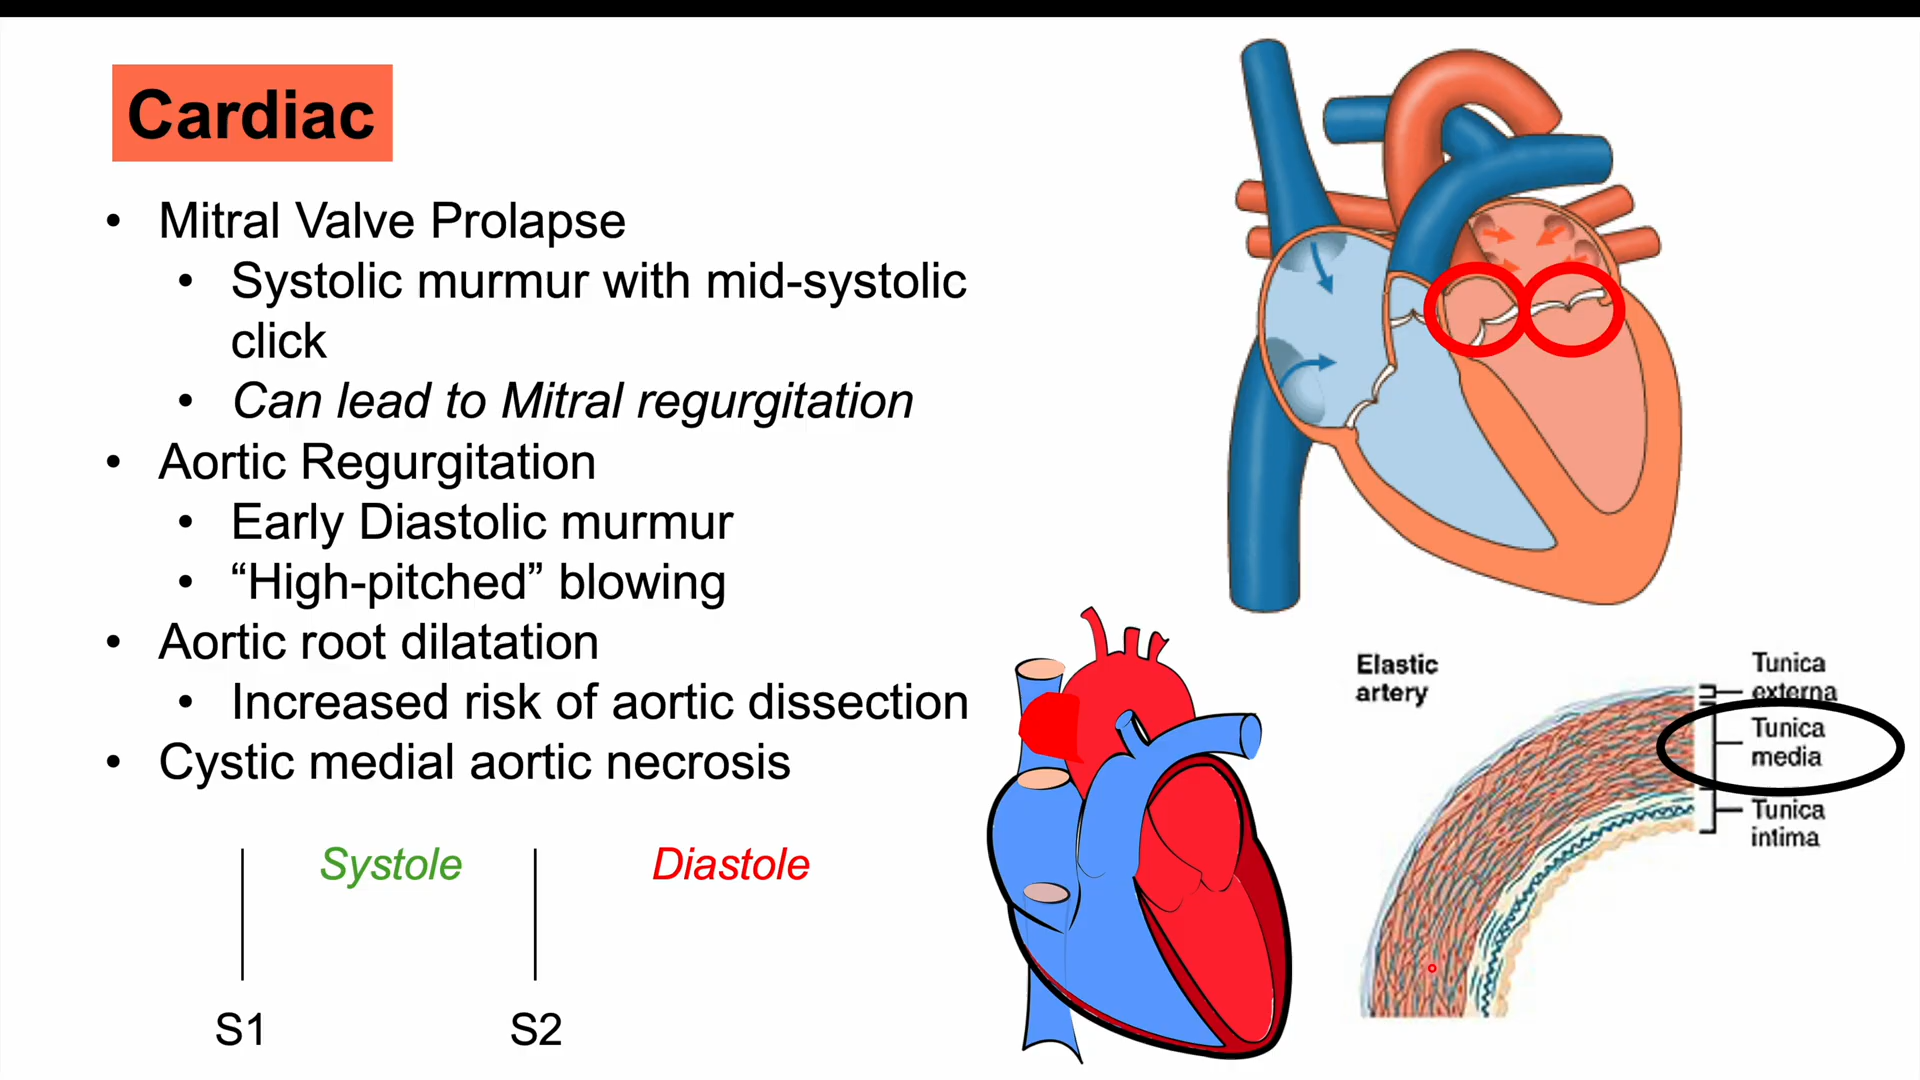 Cardiac
• Mitral Valve Prolapse
• Systolic murmur with mid-systolic
click
• Can lead to Mitral regurgitation
• Aortic Regurgitation
• Early Diastolic murmur
• “High-pitched” blowing
• Aortic root dilatation
• Increased risk of aortic dissection
• Cystic medial aortic necrosis
Systole
Diastole
S1
S2
Elastic
artery
Tunica
externa
Tunica
media
Tunica
intima